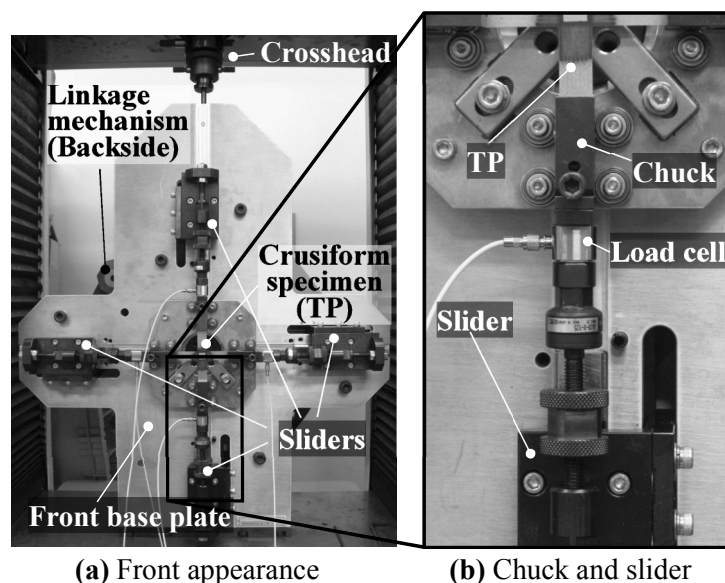 Crosshead
Linkage
mechanism
(Backside)
Crusiform
specimen
(TP)
Sliders
Front base plate
TP
Chuck
Load cell
Slider
(a) Front appearance
(b) Chuck and slider